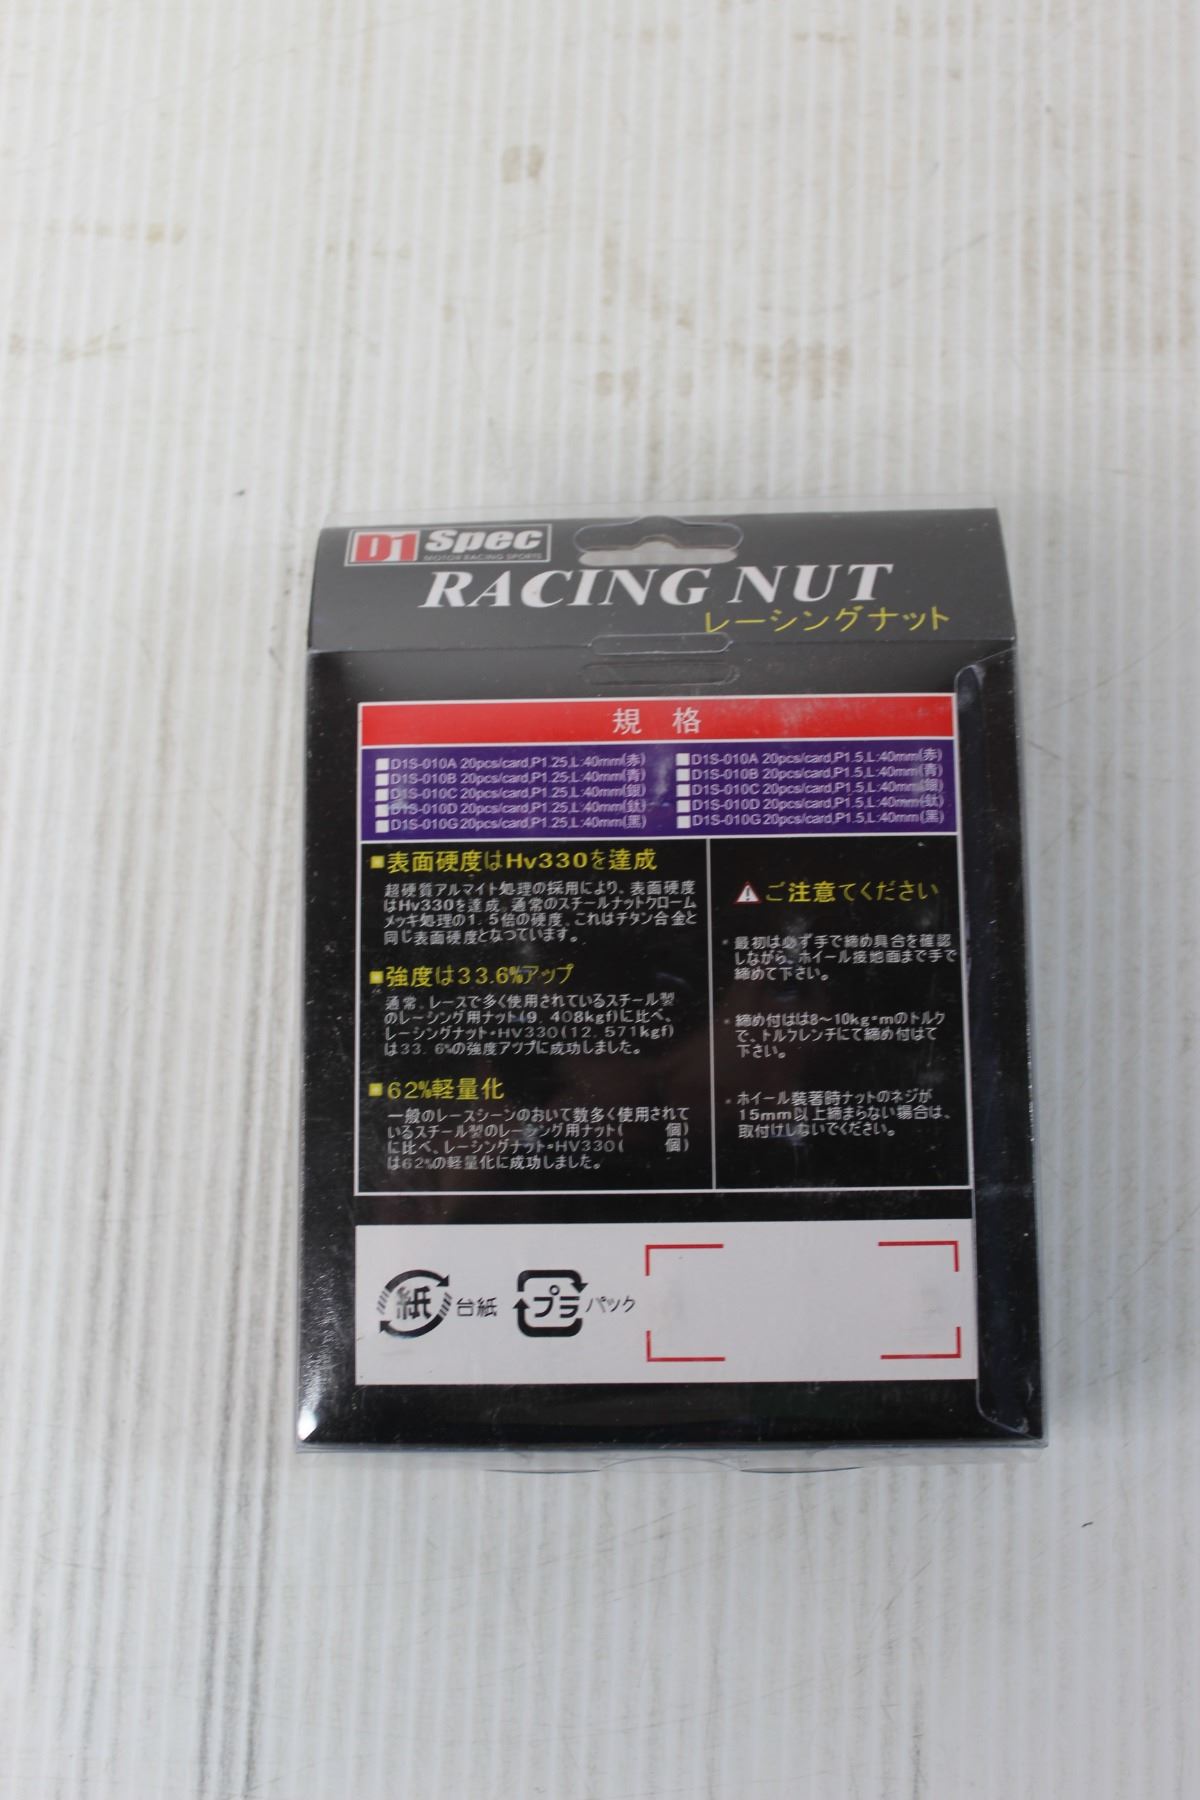 D1 Spec
MOTOR RACING SPORTS
RACING NUT
レーシングナット
規 格
D1S-010A 20pcs/card,P1.25,L:40mm(赤)
D1S-010B 20pcs/card,P1.25,L:40mm(青)
D1S-010C 20pcs/card,P1.25,L:40mm(銀)
D1S-010D 20pcs/card,P1.25,L:40mm(鈦)
D1S-010G 20pcs/card,P1.25,L:40mm(黑)
D1S-010A 20pcs/card,P1.5,L:40mm(赤)
D1S-010B 20pcs/card,P1.5,L:40mm(青)
D1S-010C 20pcs/card,P1.5,L:40mm(銀)
D1S-010D 20pcs/card,P1.5,L:40mm(鈦)
D1S-010G 20pcs/card,P1.5,L:40mm(黑)
■表面硬度はHv330を達成
超硬質アルマイト処理の採用により、表面硬度
はHv330を達成。通常のスチールナットクローム
メッキ処理の1.5倍の硬度。これはチタン合金と
同じ表面硬度となっています。
■強度は33.6%アップ
通常。レースで多く使用されているスチール型
のレーシング用ナット(9,408kgf)に比べ、
レーシングナット・HV330(12,571kgf)
は33.6%の強度アツプに成功しました。
■62%軽量化
一般のレースシーンのおいて数多く使用されて
いるスチール型のレーシング用ナット( 個)
に比べ、レーシングナット・HV330( 個)
は62%の軽量化に成功しました。
ご注意てください
・最初は必ず手で締め具合を確認
しながら、ホイール接地面まで手で
締めて下さい。
・締め付はは8～10kg・mのトルク
で、トルクレンチにて締め付はて
下さい。
・ホイール装著時ナットのネジが
15mm以上締まらない場合は、
取付けしないでください。
紙 台紙 プラ パック